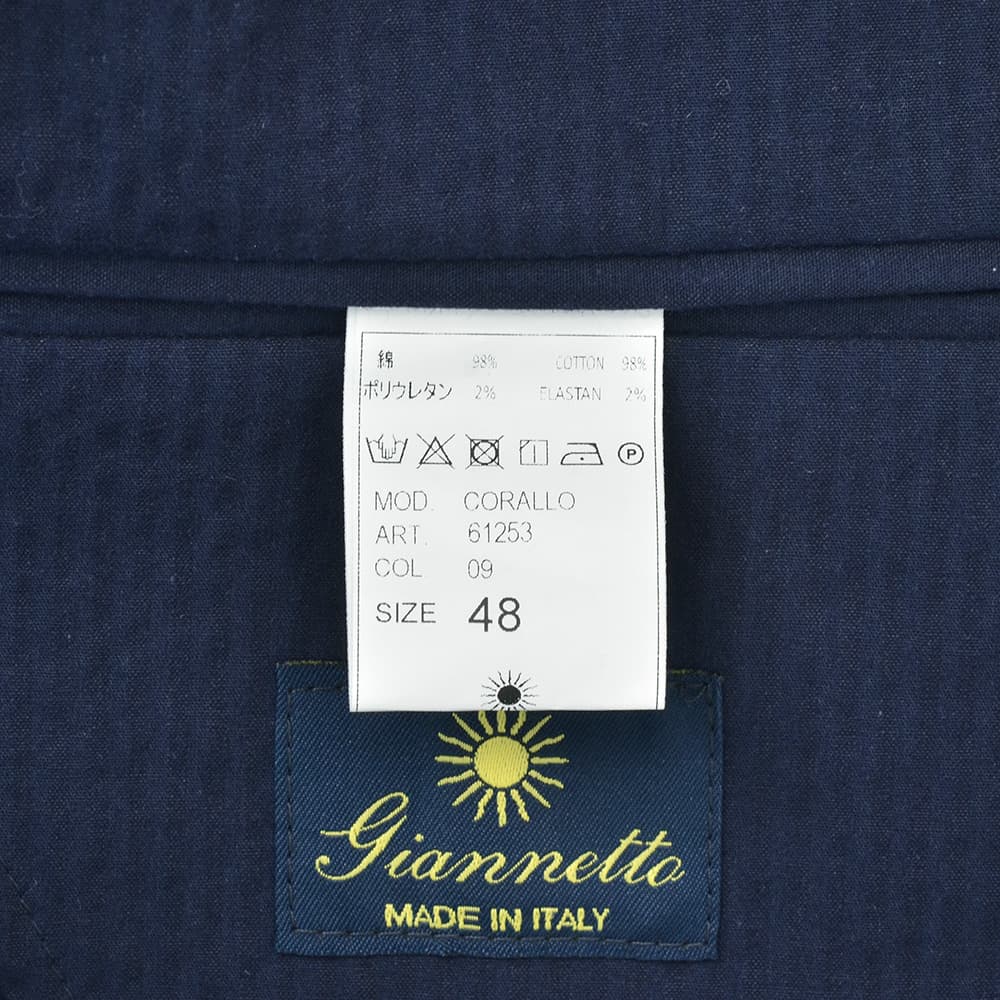 綿 98% COTTON 98%
ポリウレタン 2% ELASTAN 2%
P
MOD. CORALLO
ART. 61253
COL 09
SIZE 48
Giannetto
MADE IN ITALY